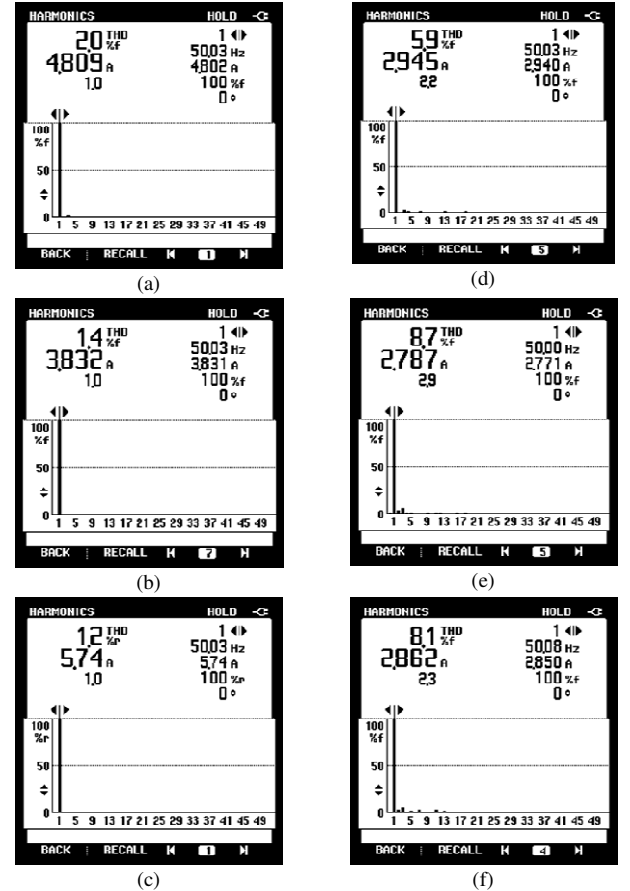 HARMONICS HOLD
2.0 THD %f 1
50.03 Hz
4.809 A 4.802 A
1.0 100 %f
0 °
100
%f
50
0
1 5 9 13 17 21 25 29 33 37 41 45 49
BACK RECALL 1
(a)
HARMONICS HOLD
5.9 THD %f 1
50.03 Hz
2.945 A 2.940 A
2.2 100 %f
0 °
100
%f
50
0
1 5 9 13 17 21 25 29 33 37 41 45 49
BACK RECALL 5
(d)
HARMONICS HOLD
1.4 THD %f 1
50.03 Hz
3.832 A 3.831 A
1.0 100 %f
0 °
100
%f
50
0
1 5 9 13 17 21 25 29 33 37 41 45 49
BACK RECALL 7
(b)
HARMONICS HOLD
8.7 THD %f 1
50.00 Hz
2.787 A 2.771 A
2.9 100 %f
0 °
100
%f
50
0
1 5 9 13 17 21 25 29 33 37 41 45 49
BACK RECALL 5
(e)
HARMONICS HOLD
1.2 THD %r 1
50.03 Hz
5.74 A 5.74 A
1.0 100 %r
0 °
100
%r
50
0
1 5 9 13 17 21 25 29 33 37 41 45 49
BACK RECALL 1
(c)
HARMONICS HOLD
8.1 THD %f 1
50.08 Hz
2.862 A 2.850 A
2.3 100 %f
0 °
100
%f
50
0
1 5 9 13 17 21 25 29 33 37 41 45 49
BACK RECALL 4
(f)